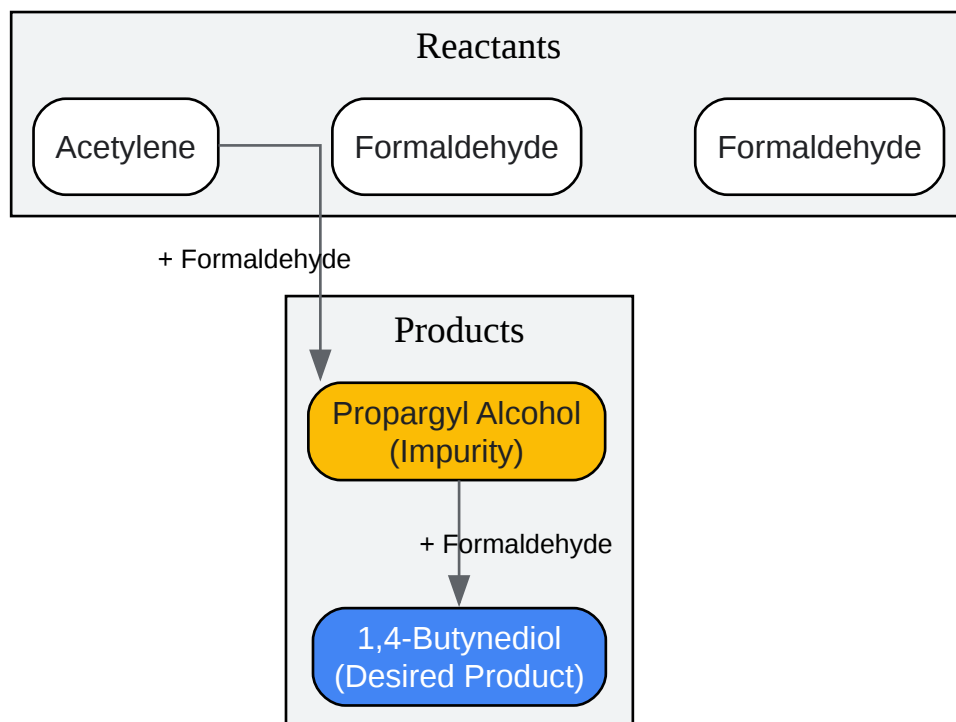 Reactants
Acetylene
Formaldehyde
Formaldehyde
+ Formaldehyde
Products
Propargyl Alcohol
(Impurity)
+ Formaldehyde
1,4-Butynediol
(Desired Product)